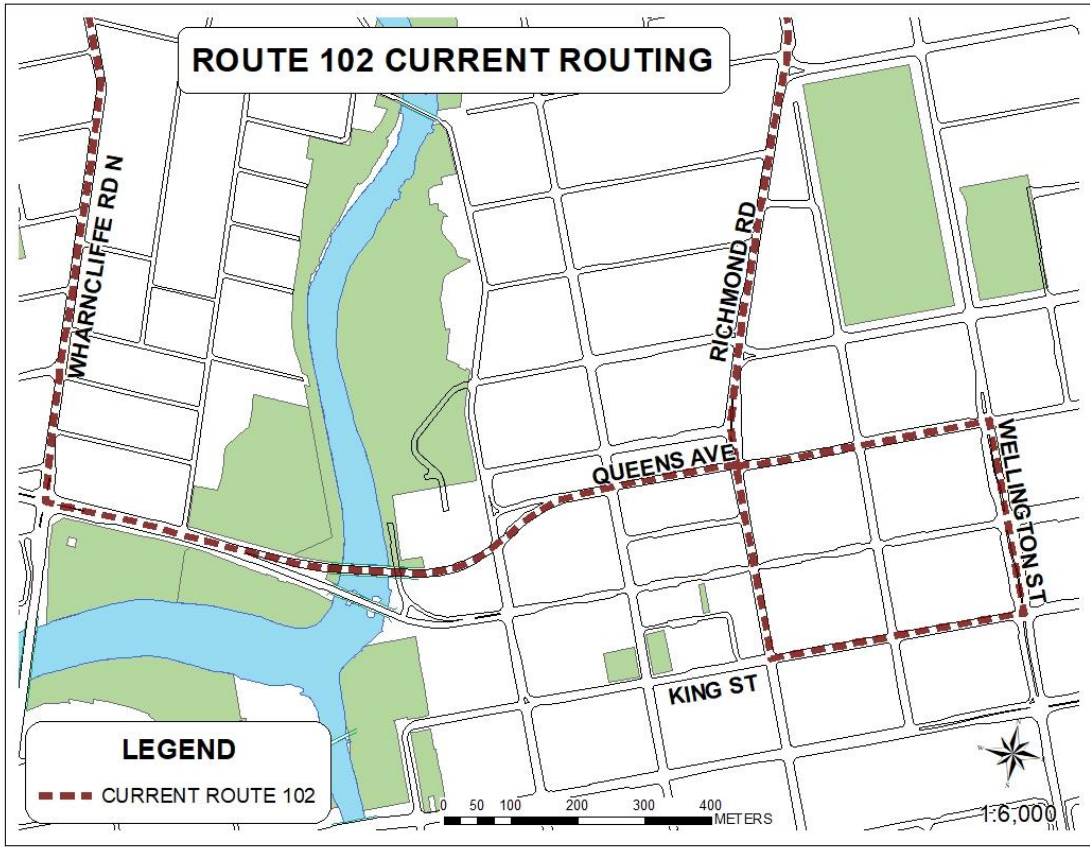 ROUTE 102 CURRENT ROUTING
WHARNCLIFFE RD N
RICHMOND RD
QUEENS AVE
WELLINGTON ST
KING ST
LEGEND
CURRENT ROUTE 102
0 50 100 200 300 400
METERS
1:6,000
N
W
E
S